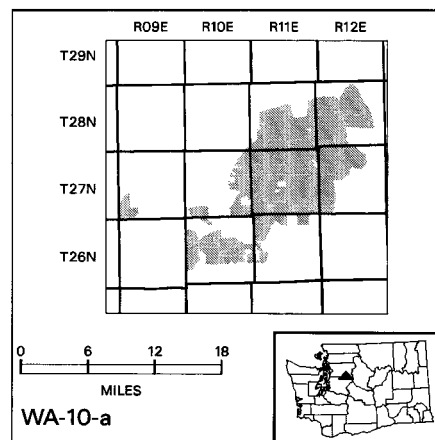 R09E R10E R11E R12E
T29N
T28N
T27N
T26N
0 6 12 18
MILES
WA-10-a